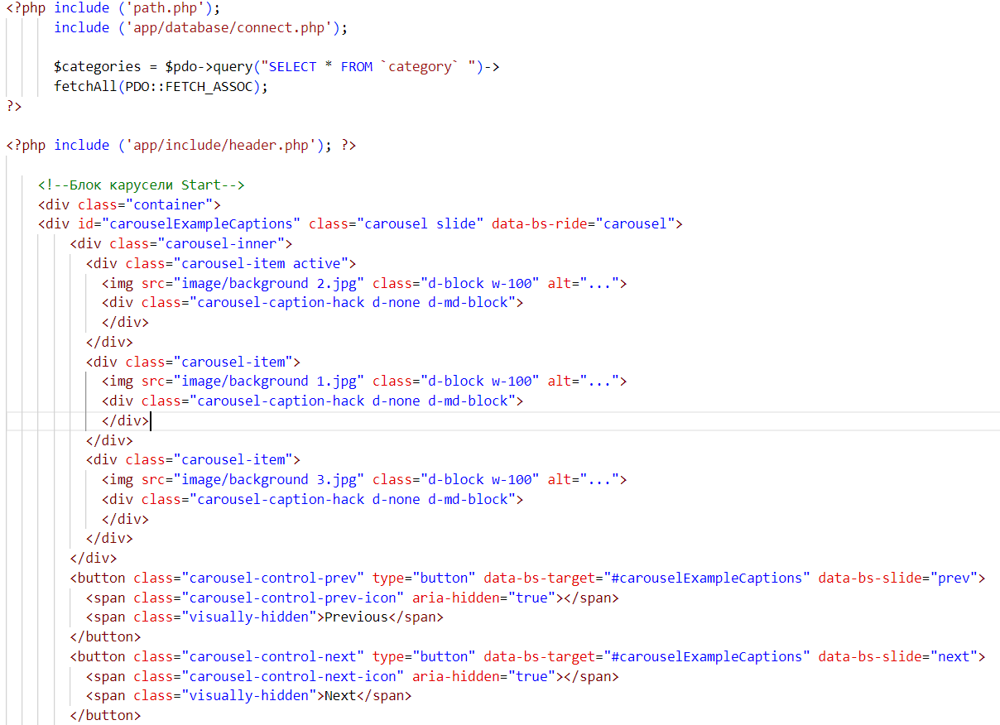 <?php include ('path.php');
include ('app/database/connect.php');
$categories = $pdo->query("SELECT * FROM `category` ")->
fetchAll(PDO::FETCH_ASSOC);
?>
<?php include ('app/include/header.php'); ?>
<!--Блок карусели Start-->
<div class="container">
<div id="carouselExampleCaptions" class="carousel slide" data-bs-ride="carousel">
<div class="carousel-inner">
<div class="carousel-item active">
<img src="image/background 2.jpg" class="d-block w-100" alt="...">
<div class="carousel-caption-hack d-none d-md-block">
</div>
</div>
<div class="carousel-item">
<img src="image/background 1.jpg" class="d-block w-100" alt="...">
<div class="carousel-caption-hack d-none d-md-block">
</div>
</div>
<div class="carousel-item">
<img src="image/background 3.jpg" class="d-block w-100" alt="...">
<div class="carousel-caption-hack d-none d-md-block">
</div>
</div>
</div>
<button class="carousel-control-prev" type="button" data-bs-target="#carouselExampleCaptions" data-bs-slide="prev">
<span class="carousel-control-prev-icon" aria-hidden="true"></span>
<span class="visually-hidden">Previous</span>
</button>
<button class="carousel-control-next" type="button" data-bs-target="#carouselExampleCaptions" data-bs-slide="next">
<span class="carousel-control-next-icon" aria-hidden="true"></span>
<span class="visually-hidden">Next</span>
</button>